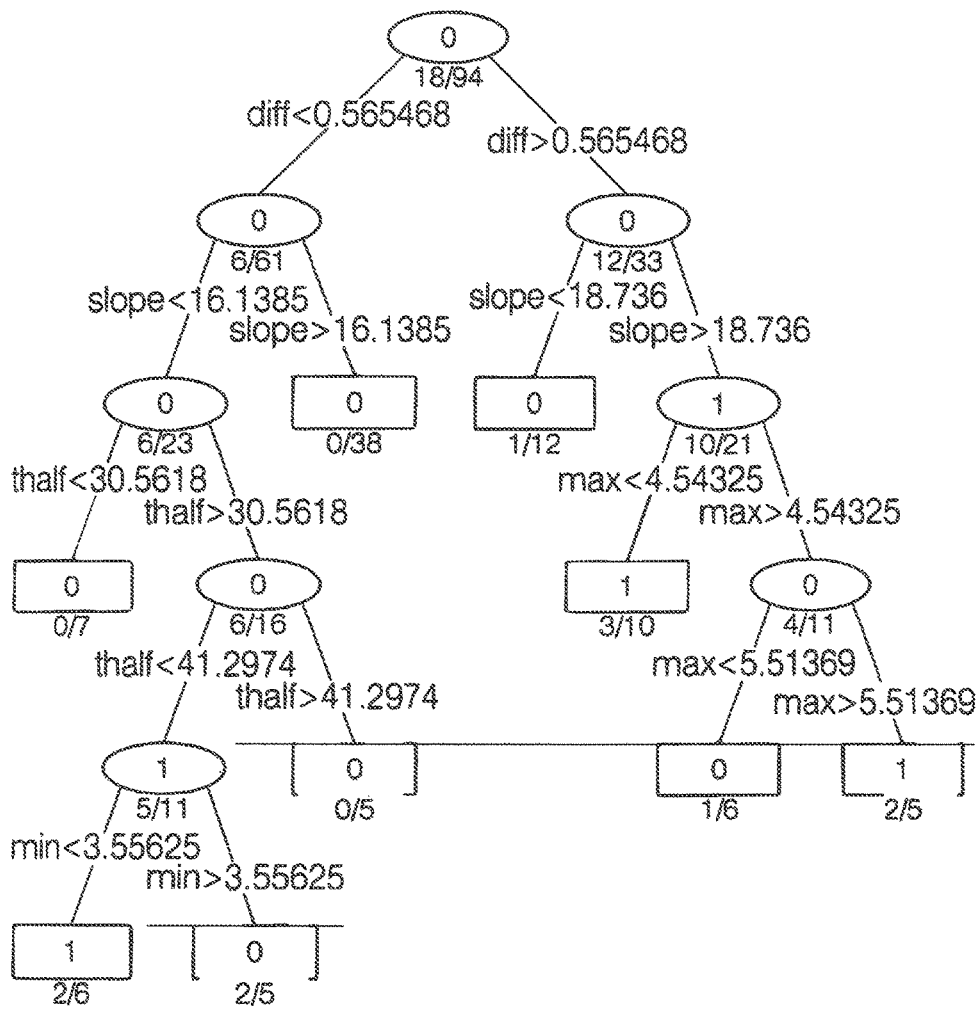 0
18/94
diff<0.565468
diff>0.565468
0
6/61
0
12/33
slope<16.1385
slope>16.1385
slope<18.736
slope>18.736
0
6/23
0
0/38
0
1/12
1
10/21
thalf<30.5618
thalf>30.5618
max<4.54325
max>4.54325
0
0/7
0
6/16
1
3/10
0
4/11
thalf<41.2974
thalf>41.2974
max<5.51369
max>5.51369
1
5/11
0
0/5
0
1/6
1
2/5
min<3.55625
min>3.55625
1
2/6
0
2/5